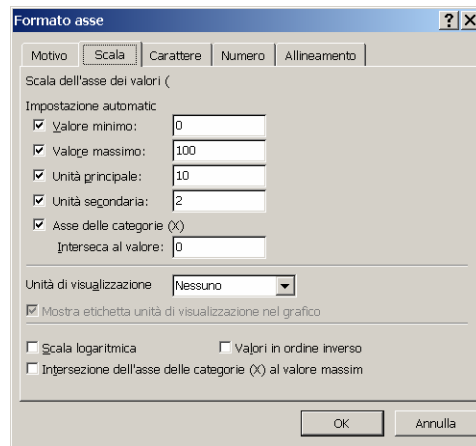 Formato asse
Motivo Scala Carattere Numero Allineamento
Scala dell'asse dei valori (
Impostazione automatic
Valore minimo: 0
Valore massimo: 100
Unità principale: 10
Unità secondaria: 2
Asse delle categorie (X)
Interseca al valore: 0
Unità di visualizzazione Nessuno
Mostra etichetta unità di visualizzazione nel grafico
Scala logaritmica Valori in ordine inverso
Intersezione dell'asse delle categorie (X) al valore massim
OK Annulla